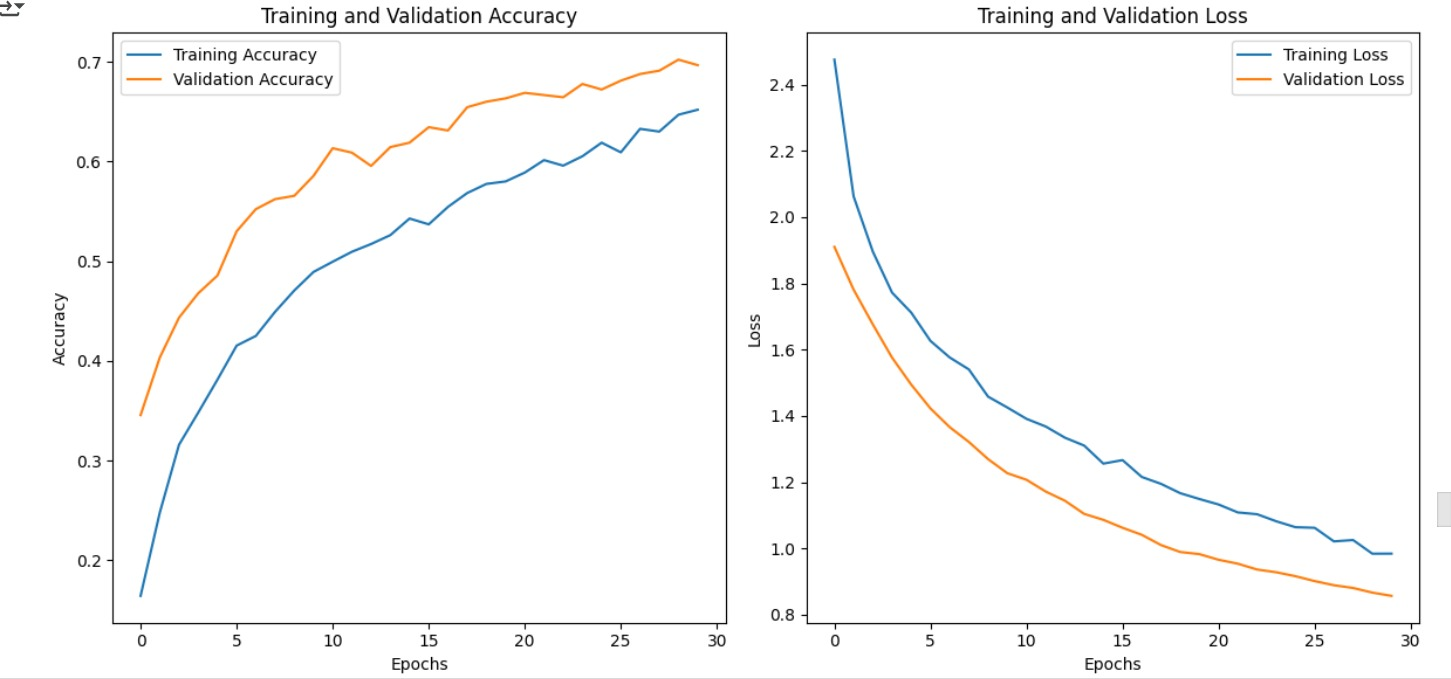 Training and Validation Accuracy
Training Accuracy
Validation Accuracy
0.7
0.6
0.5
0.4
0.3
0.2
Accuracy
0 5 10 15 20 25 30
Epochs
Training and Validation Loss
Training Loss
Validation Loss
2.4
2.2
2.0
1.8
1.6
1.4
1.2
1.0
0.8
Loss
0 5 10 15 20 25 30
Epochs